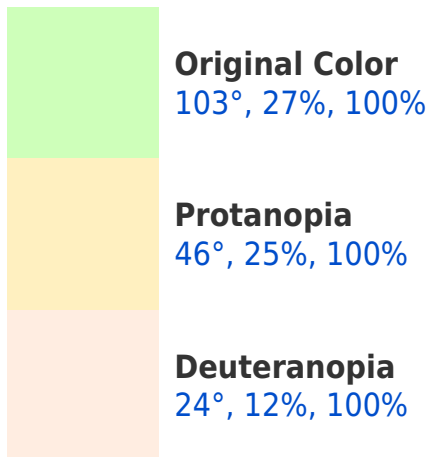 Original Color
103°, 27%, 100%
Protanopia
46°, 25%, 100%
Deuteranopia
24°, 12%, 100%